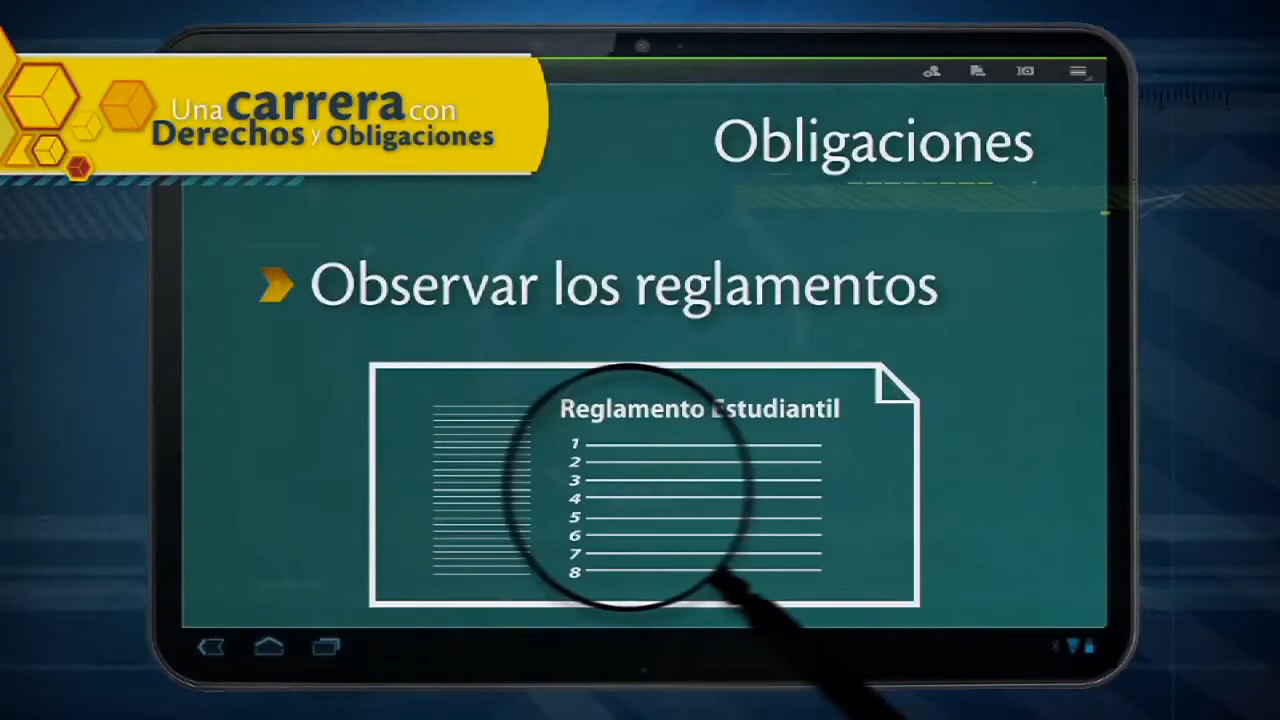 Una carrera con
Derechos y Obligaciones
Obligaciones
Observar los reglamentos
Reglamento Estudiantil
1
2
3
4
5
6
7
8